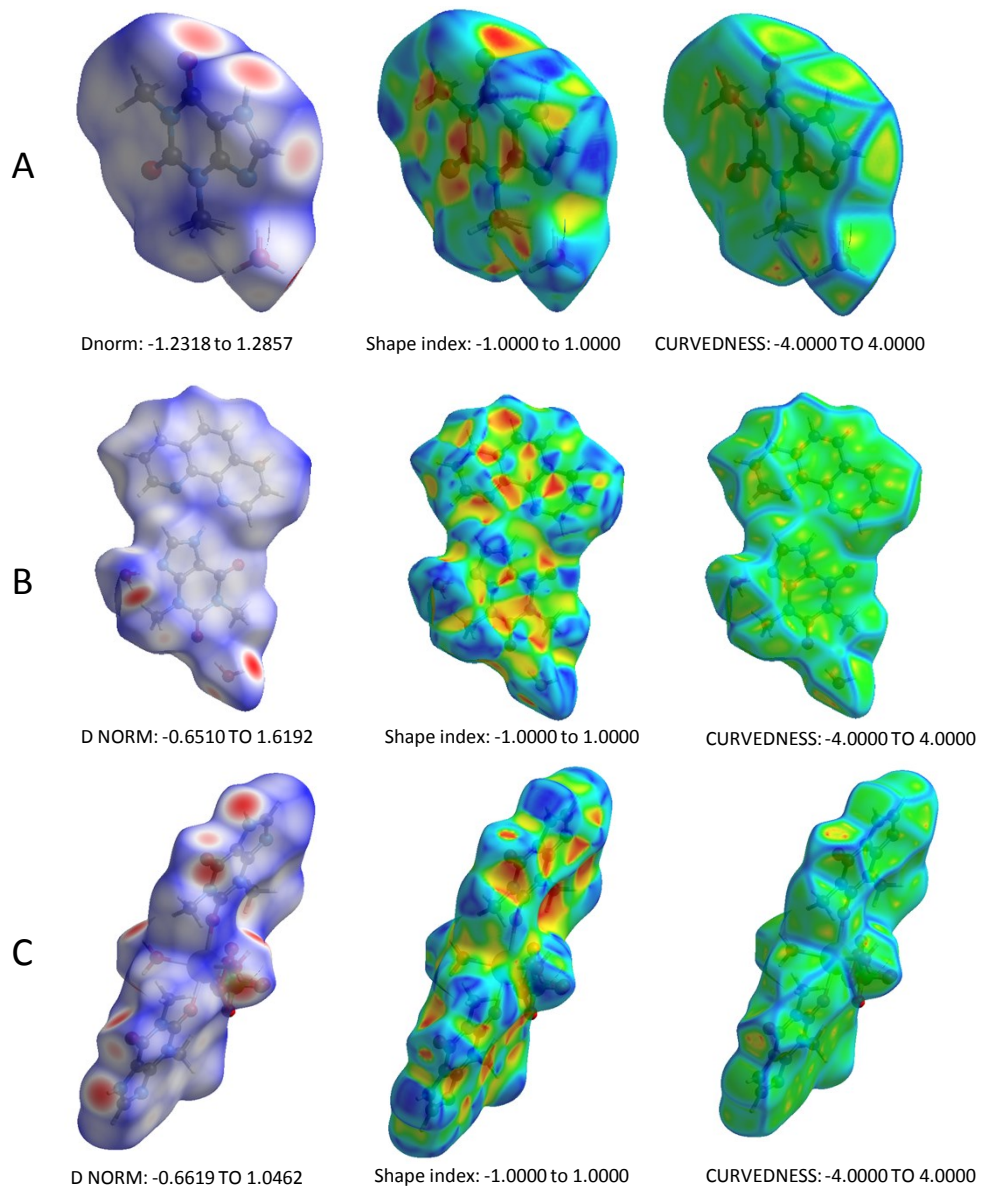 A
Dnorm: -1.2318 to 1.2857
Shape index: -1.0000 to 1.0000
CURVEDNESS: -4.0000 TO 4.0000
B
D NORM: -0.6510 TO 1.6192
Shape index: -1.0000 to 1.0000
CURVEDNESS: -4.0000 TO 4.0000
C
D NORM: -0.6619 TO 1.0462
Shape index: -1.0000 to 1.0000
CURVEDNESS: -4.0000 TO 4.0000